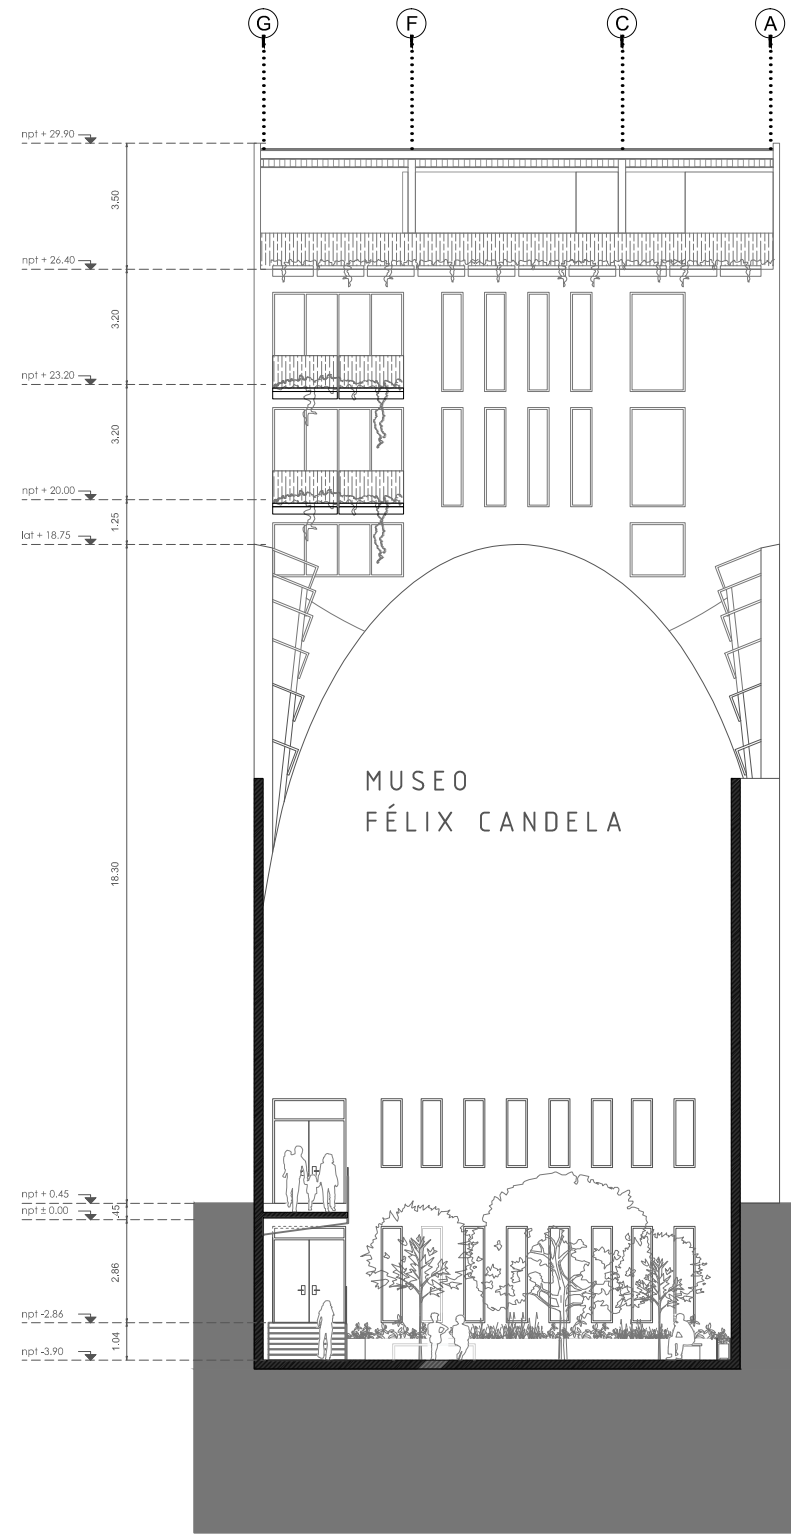 G F C A
npt + 29.90
3.50
npt + 26.40
3.20
npt + 23.20
3.20
npt + 20.00
1.25
lat + 18.75
MUSEO
FÉLIX CANDELA
18.30
npt + 0.45
.45
npt ± 0.00
2.86
npt -2.86
1.04
npt -3.90